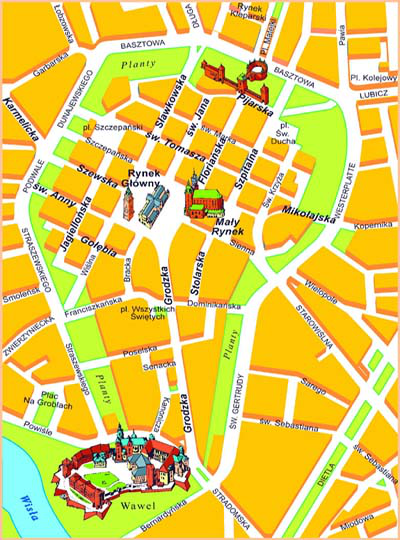 Łobzowska
DŁUGA
Rynek
Kleparski
Pl. Matejki
Pawia
BASZTOWA
Garbarska
Planty
BASZTOWA
Pl. Kolejowy
LUBICZ
DUNAJEWSKIEGO
Sławkowska
św. Jana
Pijarska
Karmelicka
pl. Szczepański
św. Marka
pl.
Św.
Ducha
Szczepańska
św. Tomasza
Floriańska
Szpitalna
PODWALE
Szewska
Rynek
Główny
św. Krzyża
WESTERPLATTE
św. Anny
Jagiellońska
Mały
Rynek
Mikołajska
Kopernika
STRASZEWSKIEGO
Gołębia
Sienna
Wiślna
Bracka
Grodzka
Stolarska
Smoleńsk
Franciszkańska
Dominikańska
Wielopole
pl. Wszystkich
Świętych
STAROWIŚLNA
ZWIERZYNIECKA
Straszewskiego
Poselska
Planty
Senacka
Planty
Sarego
Plac
Na Groblach
Kanonicza
Grodzka
ŚW. GERTRUDY
św. Sebastiana
Powiśle
św. Sebastiana
DIETLA
Wisła
Wawel
Bernardyńska
STRADOMSKA
Miodowa